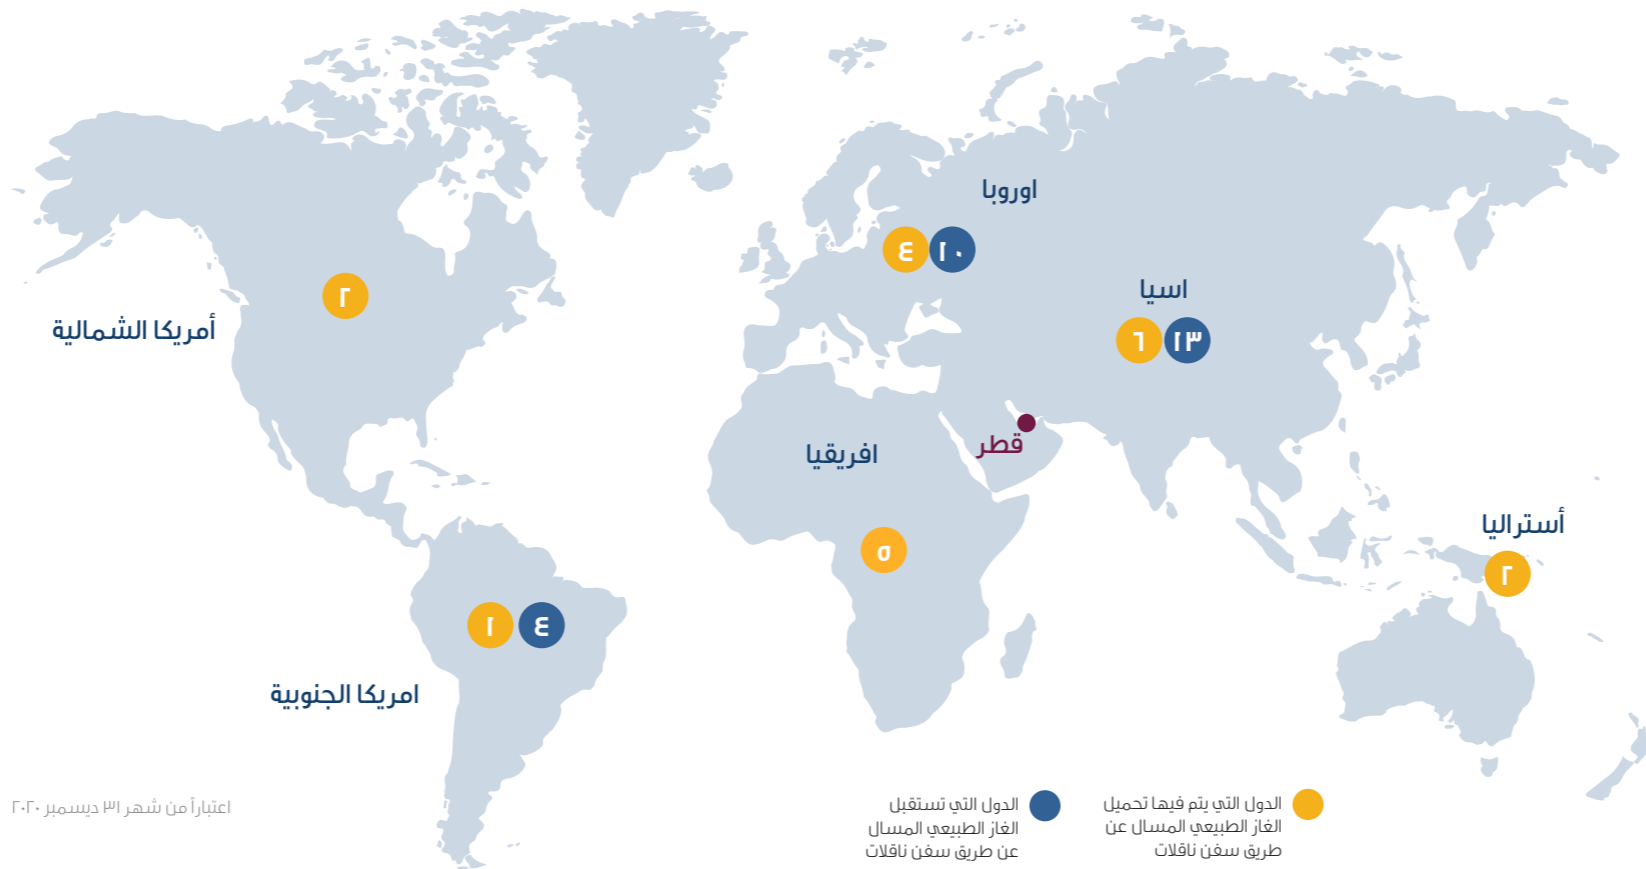 اوروبا
٤
١٠
اسيا
٦
١٣
٢
أمريكا الشمالية
قطر
افريقيا
أستراليا
٢
٥
١
٤
امريكا الجنوبية
الدول التي يتم فيها تحميل
الغاز الطبيعي المسال عن
طريق سفن ناقلات
الدول التي تستقبل
الغاز الطبيعي المسال
عن طريق سفن ناقلات
اعتباراً من شهر ٣١ ديسمبر ٢٠٢٠